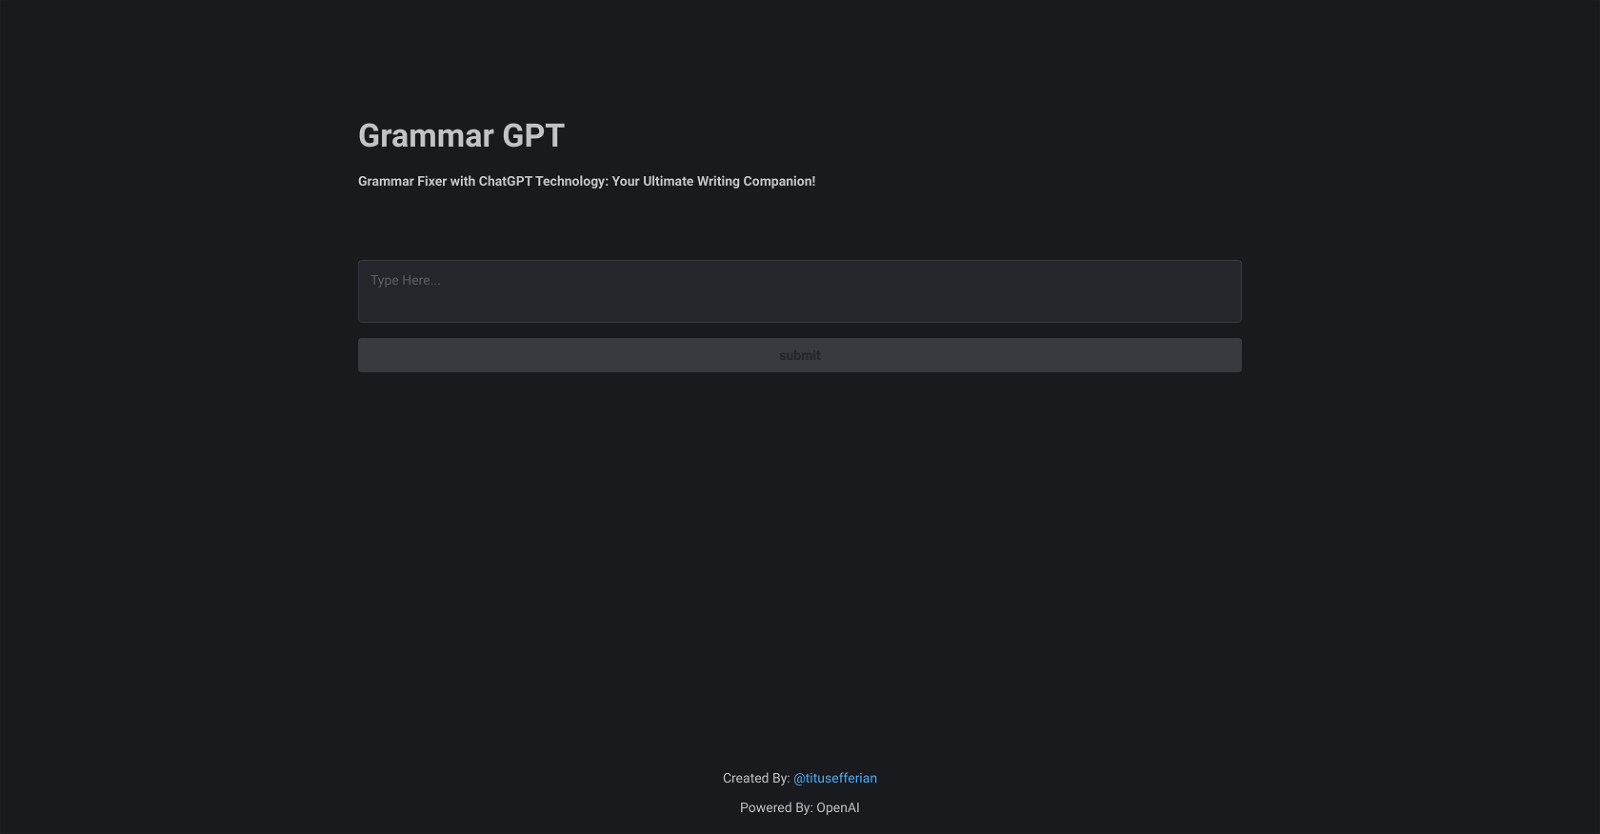 Grammar GPT
Grammar Fixer with ChatGPT Technology: Your Ultimate Writing Companion!
Type Here...
submit
Created By: @titusefferian
Powered By: OpenAI